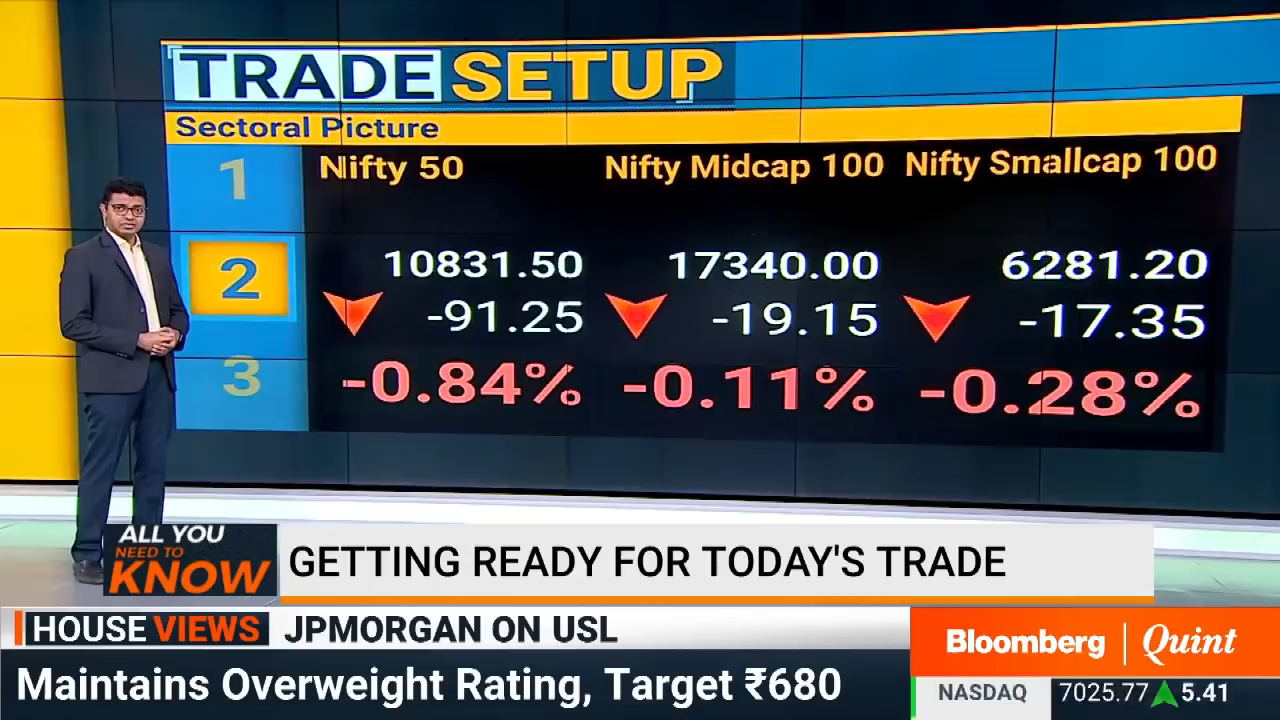 TRADE SETUP
Sectoral Picture
1
2
3
Nifty 50
10831.50
-91.25
-0.84%
Nifty Midcap 100
17340.00
-19.15
-0.11%
Nifty Smallcap 100
6281.20
-17.35
-0.28%
ALL YOU
NEED TO
KNOW
GETTING READY FOR TODAY'S TRADE
HOUSE VIEWS
JPMORGAN ON USL
Maintains Overweight Rating, Target ₹680
Bloomberg | Quint
NASDAQ 7025.77 5.41